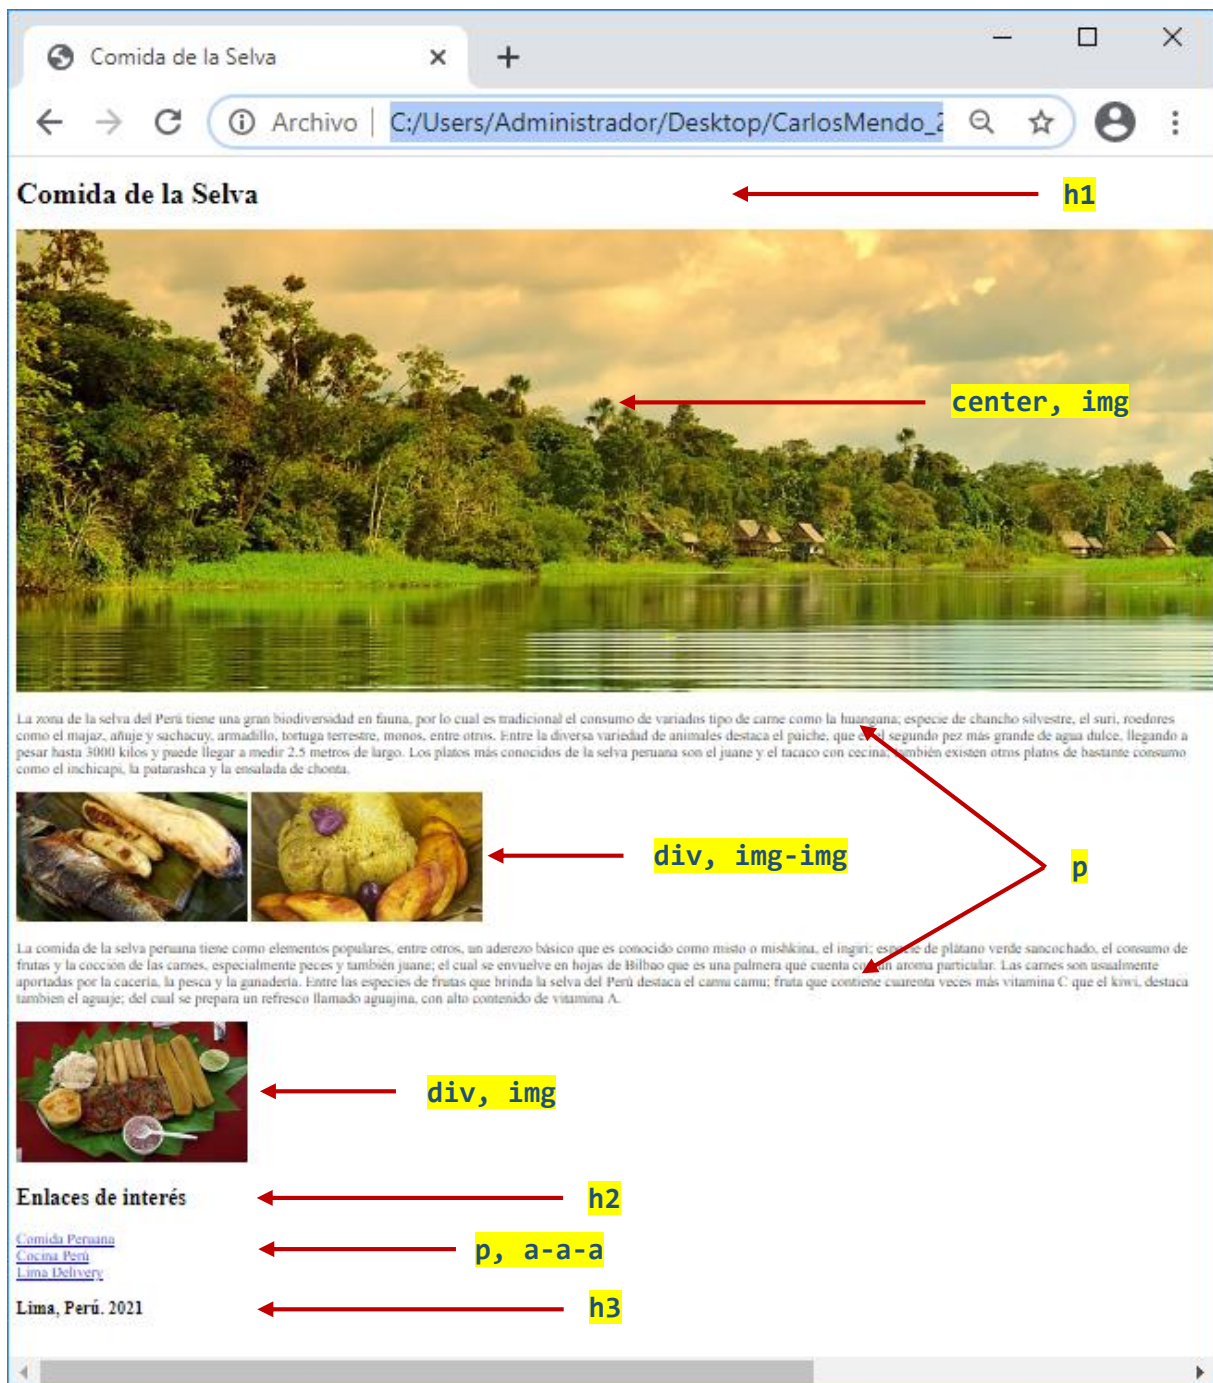 Comida de la Selva
Archivo
C:/Users/Administrador/Desktop/CarlosMendo_2
Comida de la Selva
h1
center, img
La zona de la selva del Perú tiene una gran biodiversidad en fauna, por lo cual es tradicional el consumo de variados tipo de carne como la huangana; especie de chancho silvestre, el suri, roedores
como el majaz, añuje y sachacuy, armadillo, tortuga terrestre, monos, entre otros. Entre la diversa variedad de animales destaca el paiche, que es el segundo pez más grande de agua dulce, llegando a
pesar hasta 3000 kilos y puede llegar a medir 2.5 metros de largo. Los platos más conocidos de la selva peruana son el juane y el tacaco con cecina; también existen otros platos de bastante consumo
como el inchicapi, la patarashca y la ensalada de chonta.
div, img-img
p
La comida de la selva peruana tiene como elementos populares, entre otros, un aderezo básico que es conocido como misto o mishkina, el ingiri; especie de plátano verde sancochado, el consumo de
frutas y la cocción de las carnes, especialmente peces y también juane; el cual se envuelve en hojas de Bilbao que es una palmera que cuenta con un aroma particular. Las carnes son usualmente
aportadas por la cacería, la pesca y la ganadería. Entre las especies de frutas que brinda la selva del Perú destaca el camu camu; fruta que contiene cuarenta veces más vitamina C que el kiwi, destaca
tambien el aguaje; del cual se prepara un refresco llamado aguajina, con alto contenido de vitamina A.
div, img
Enlaces de interés
h2
Comida Peruana
Cocina Perú
p, a-a-a
Lima Delivery
Lima, Perú. 2021
h3